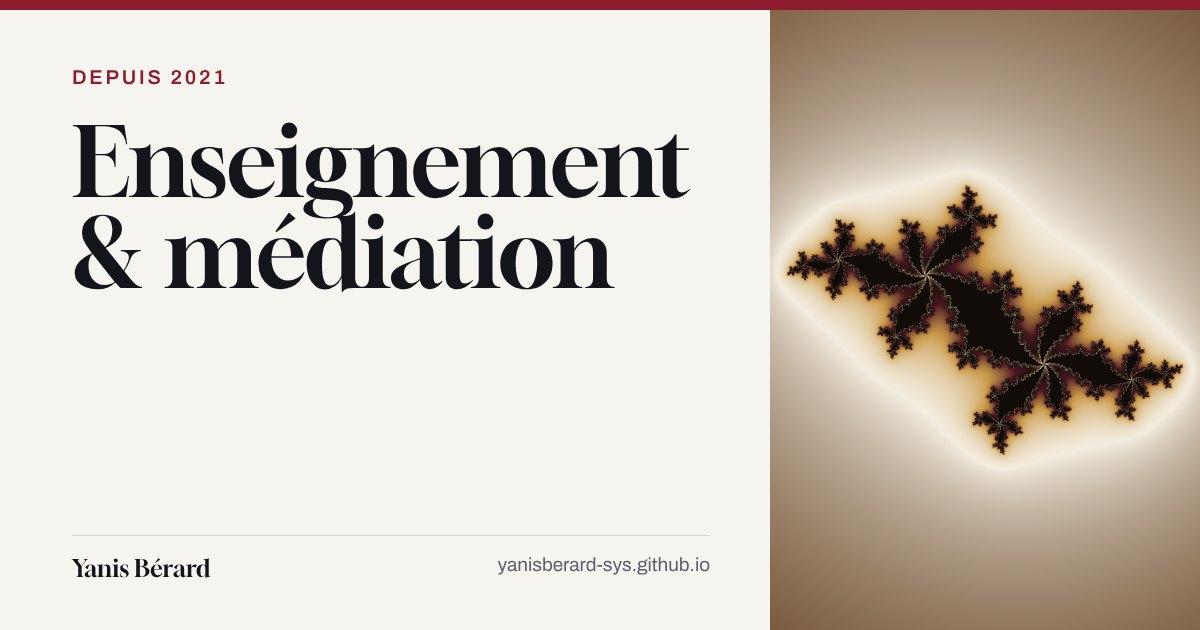 DEPUIS 2021
Enseignement
& médiation
Yanis Bérard
yanisberard-sys.github.io